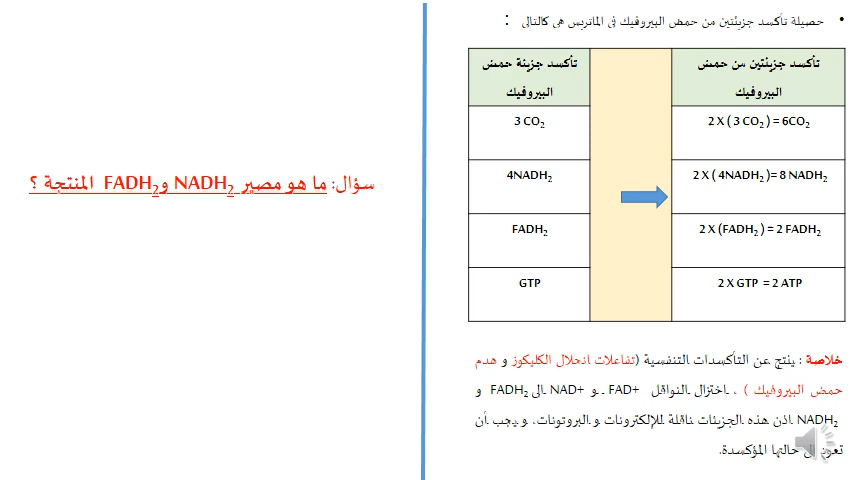 • حصيلة تأكسد جزيئتين من حمض البيروفيك في الماتريس هي كالتالي :
تأكسد جزيئتين من حمض البيروفيك
تأكسد جزيئة حمض البيروفيك
2 X ( 3 CO₂ ) = 6CO₂
3 CO₂
2 X ( 4NADH₂ )= 8 NADH₂
4NADH₂
2 X (FADH₂ ) = 2 FADH₂
FADH₂
2 X GTP = 2 ATP
GTP
خلاصة : ينتج عن التأكسدات التنفسية (تفاعلات انحلال الكليكوز و هدم
حمض البيروفيك ) ، اختزال النواقل FAD+ و NAD+ الى FADH₂ و
NADH₂ اذن هذه الجزيئات ناقلة للإلكترونات و البروتونات، و يجب أن
تعود إلى حالتها المؤكسدة.
سؤال: ما هو مصير NADH₂ و FADH₂ المنتجة ؟